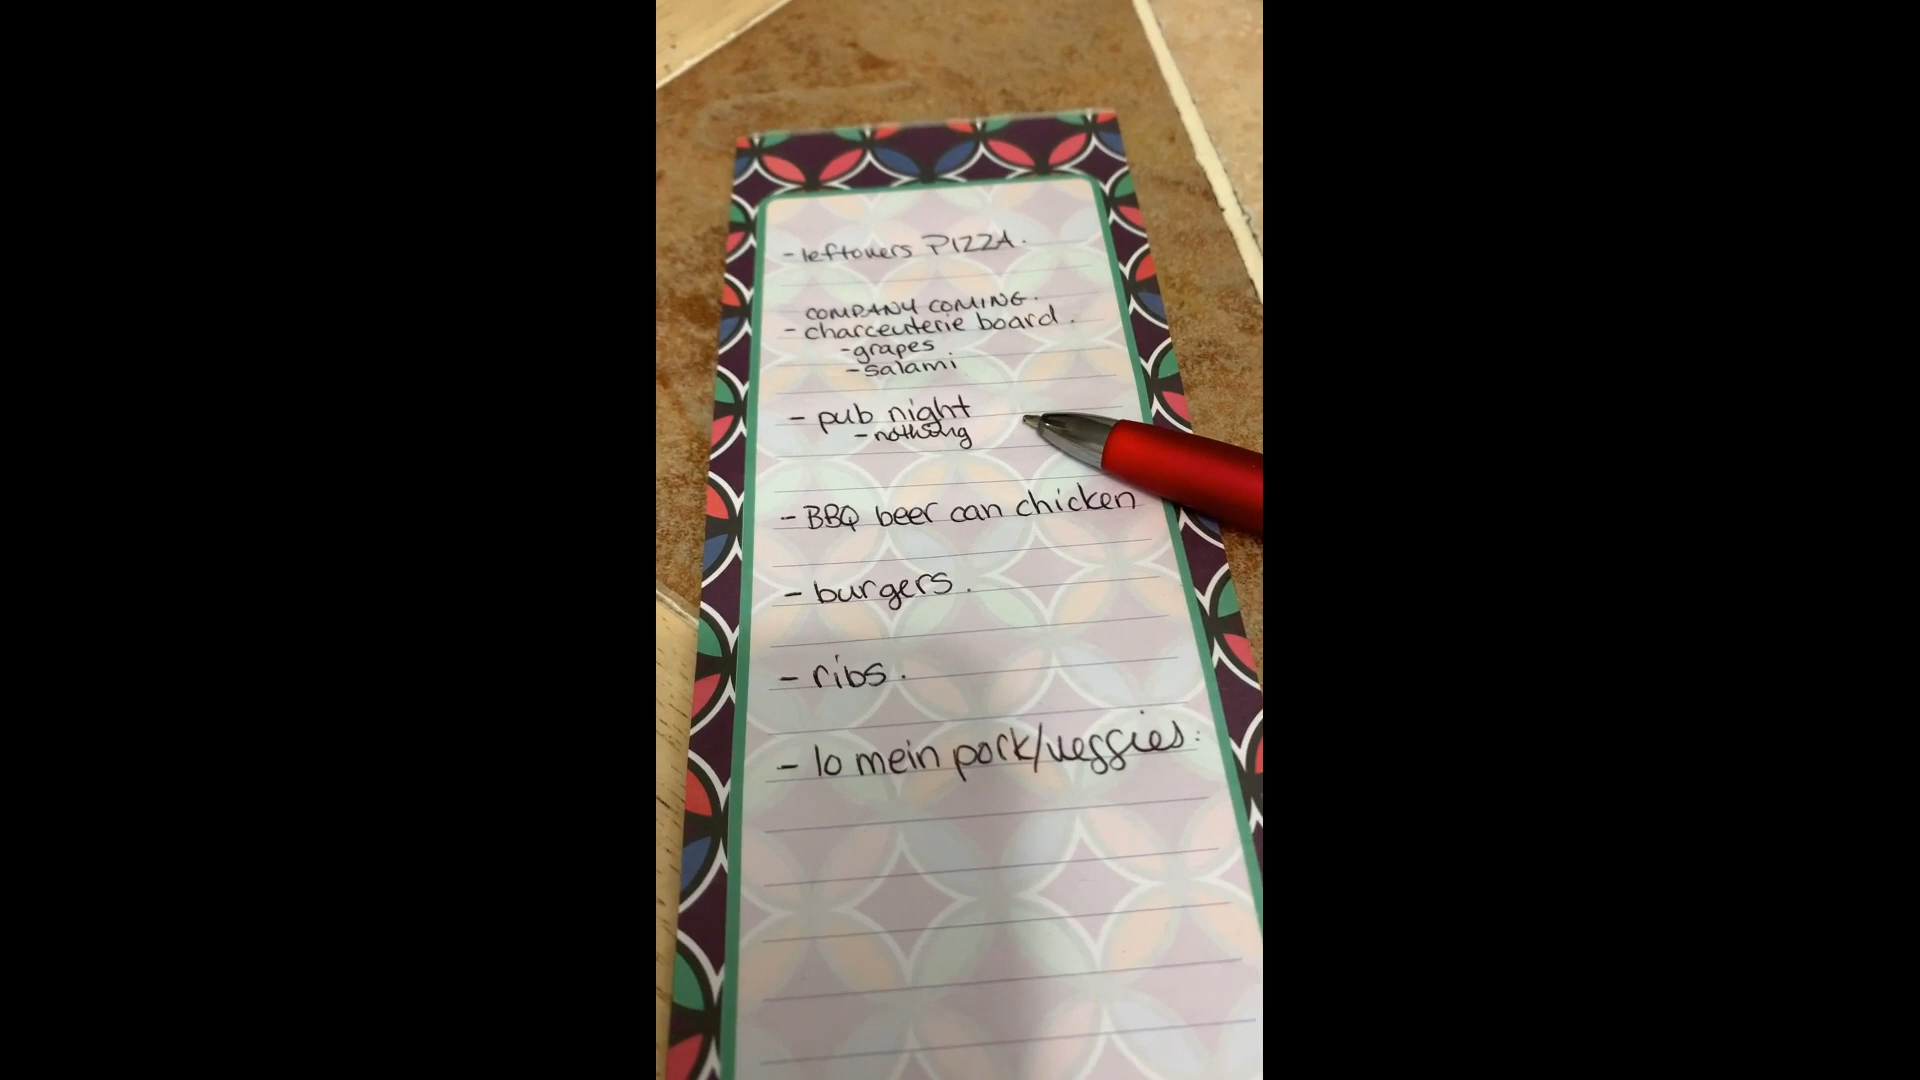 - leftovers PIZZA.
COMPANY COMING.
- charceuterie board.
- grapes
- salami
- pub night
- nothing
- BBQ beer can chicken
- burgers.
- ribs.
- lo mein pork/veggies.